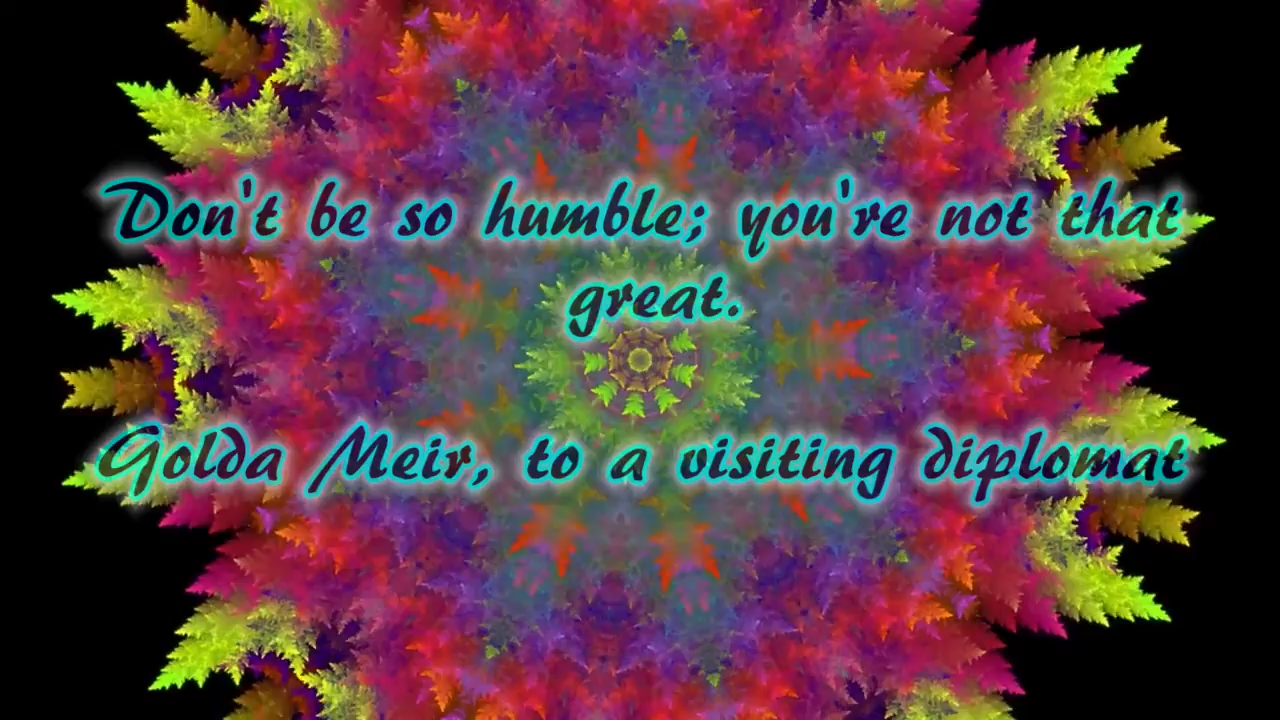 Don't be so humble; you're not that
great.
Golda Meir, to a visiting diplomat